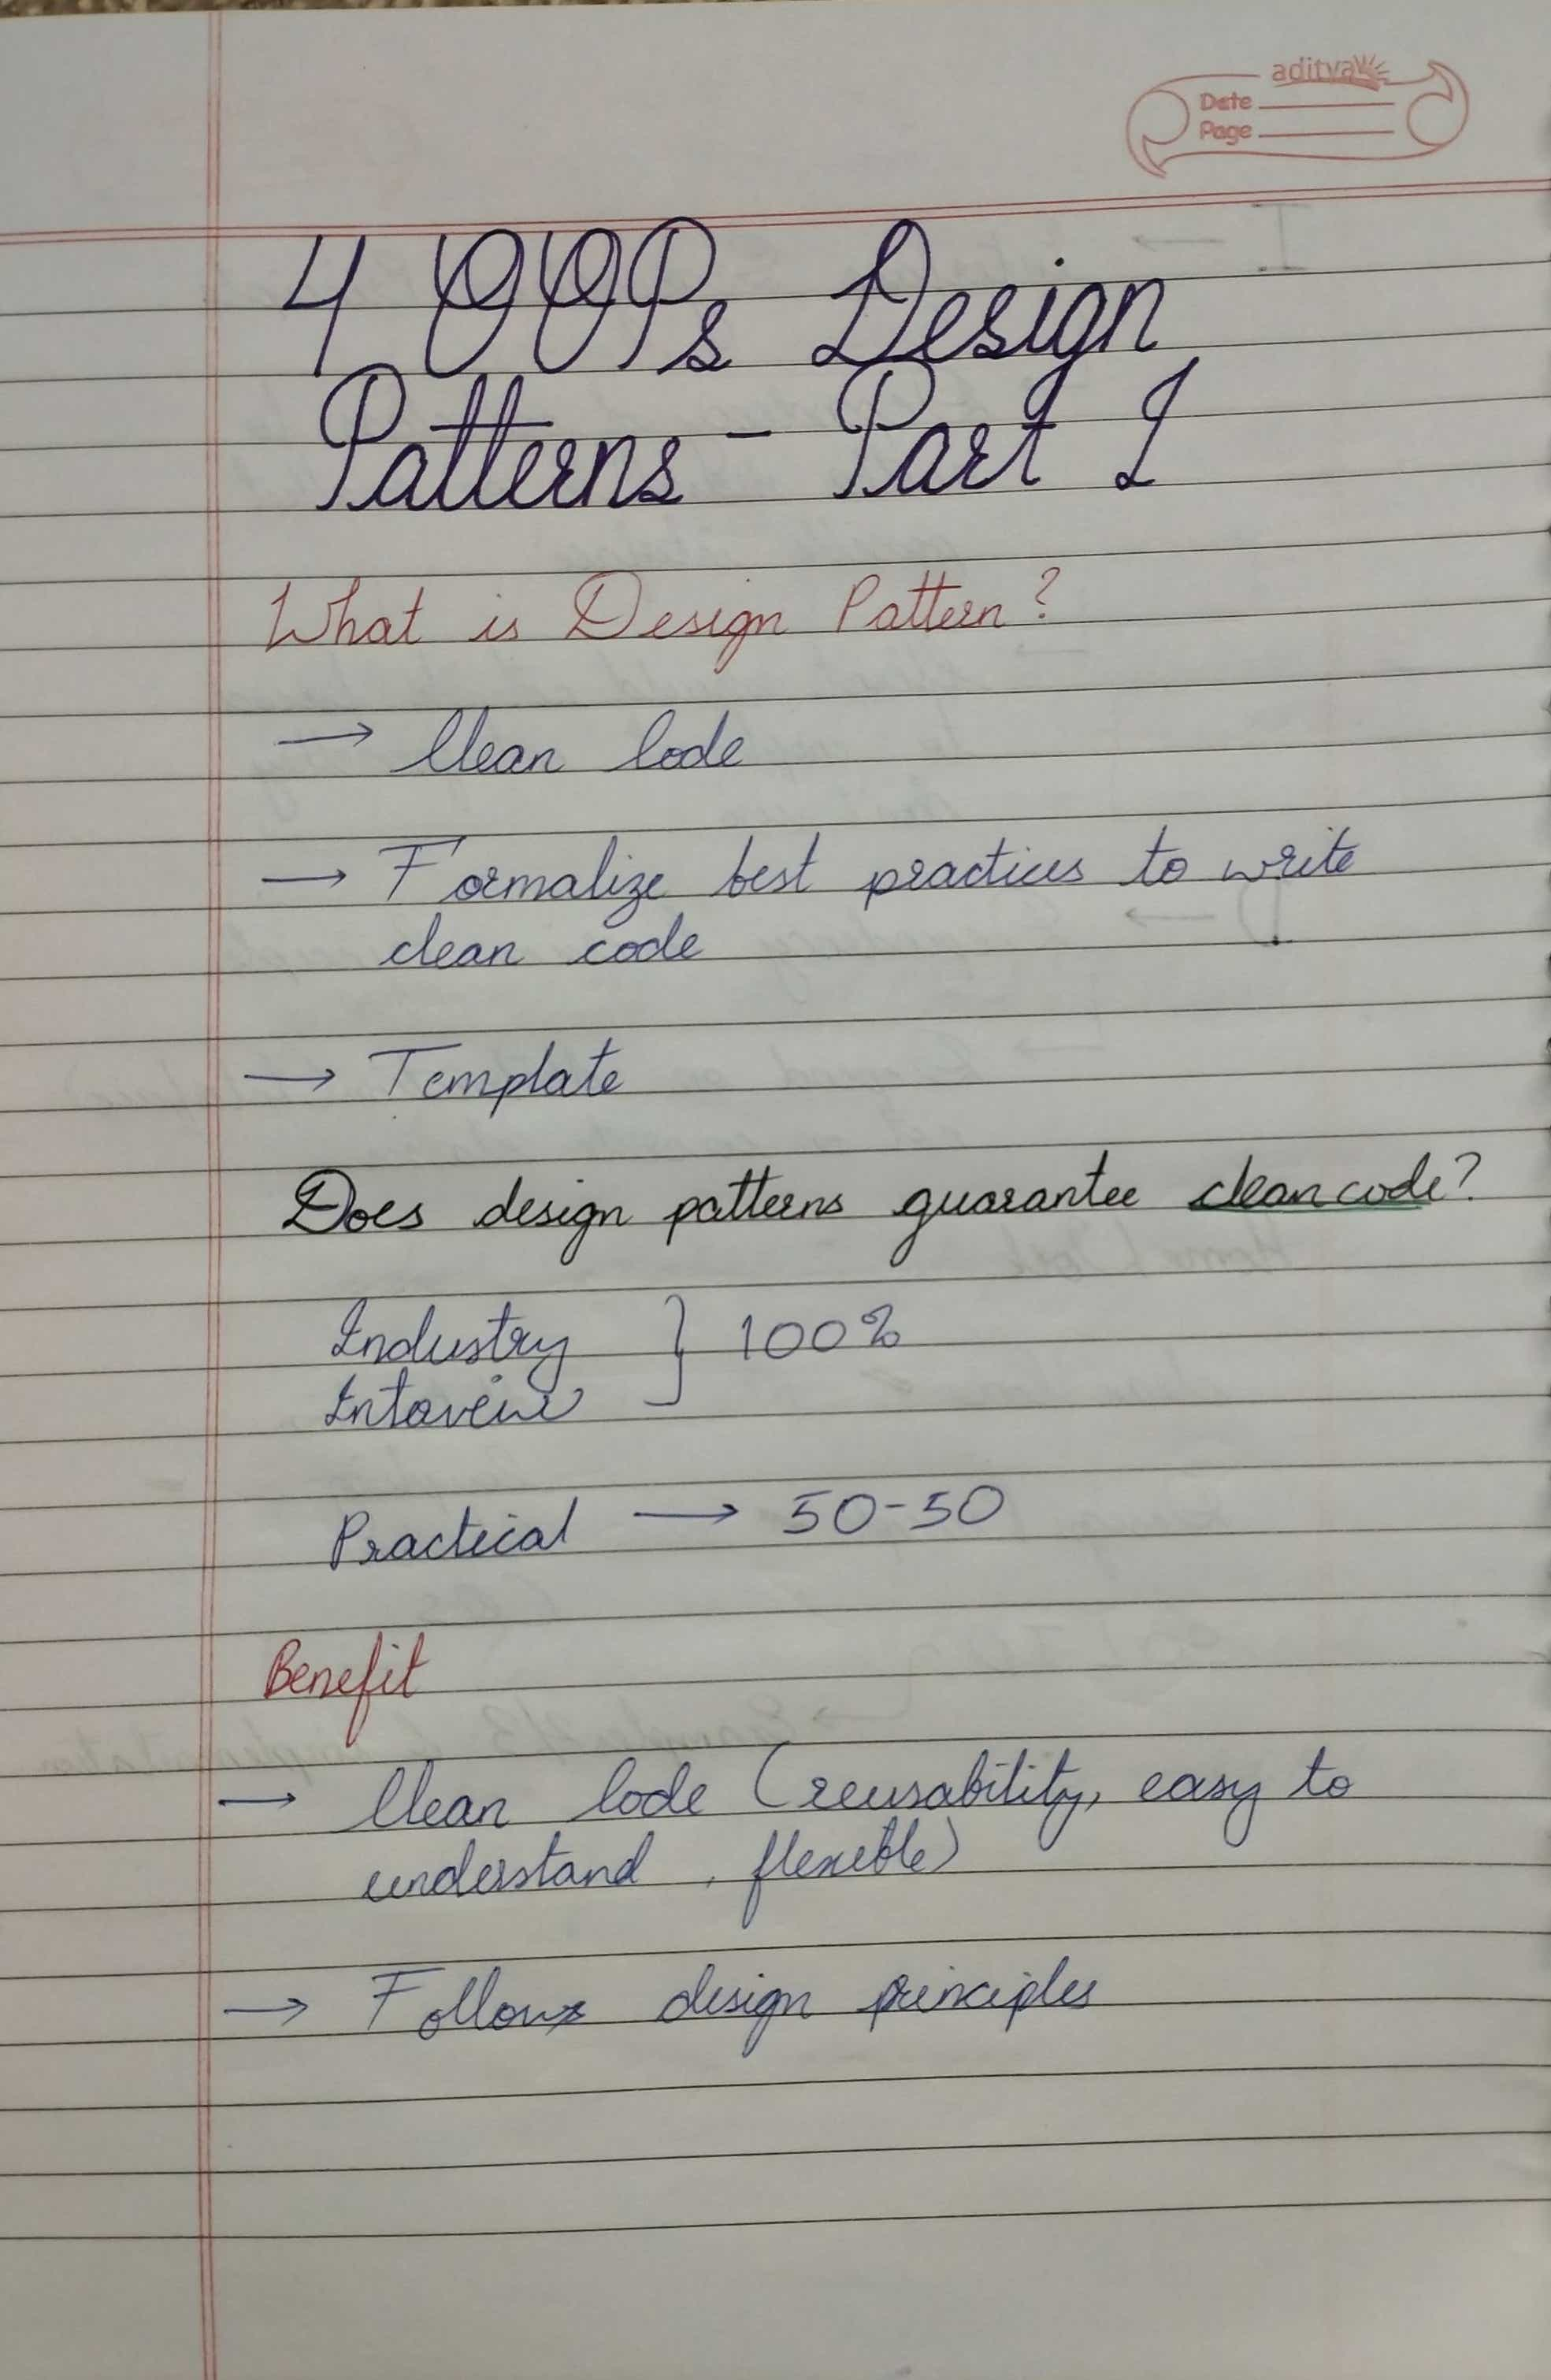 aditya
Date
Page
4 OOPs Design
Patterns - Part I
What is Design Pattern?
→ Clean Code
→ Formalize best practices to write
clean code
→ Template
Does design patterns guarantee clean code?
Industry } 100%
Interveiw
Practical → 50-50
Benefit
→ Clean Code (reusability, easy to
understand, flexible)
→ Follows design principles